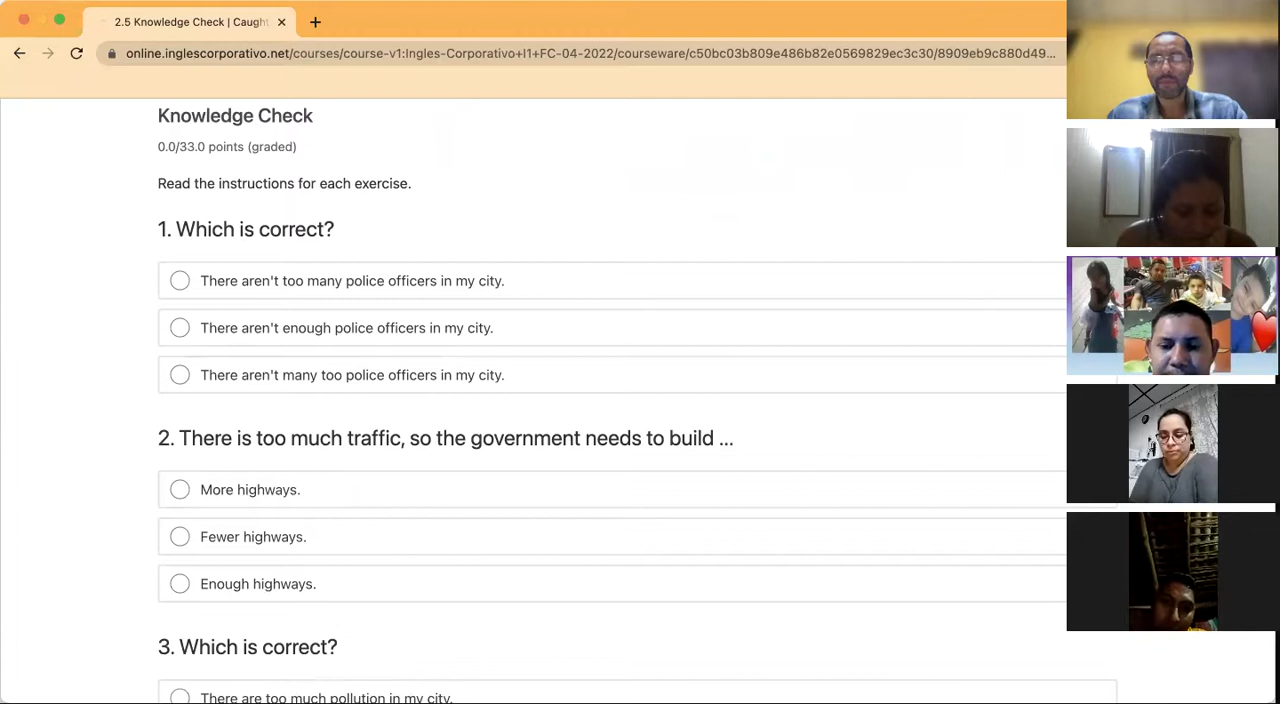 2.5 Knowledge Check | Caught
online.inglescorporativo.net/courses/course-v1:Ingles-Corporativo+I1+FC-04-2022/courseware/c50bc03b809e486b82e0569829ec3c30/8909eb9c880d49...
Knowledge Check
0.0/33.0 points (graded)
Read the instructions for each exercise.
1. Which is correct?
There aren't too many police officers in my city.
There aren't enough police officers in my city.
There aren't many too police officers in my city.
2. There is too much traffic, so the government needs to build ...
More highways.
Fewer highways.
Enough highways.
3. Which is correct?
There are too much pollution in my city.